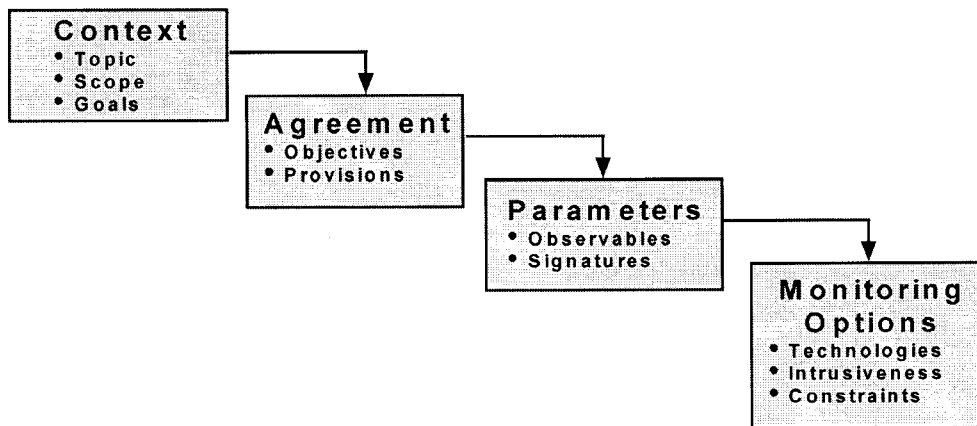 Context
• Topic
• Scope
• Goals
Agreement
• Objectives
• Provisions
Parameters
• Observables
• Signatures
Monitoring
Options
• Technologies
• Intrusiveness
• Constraints